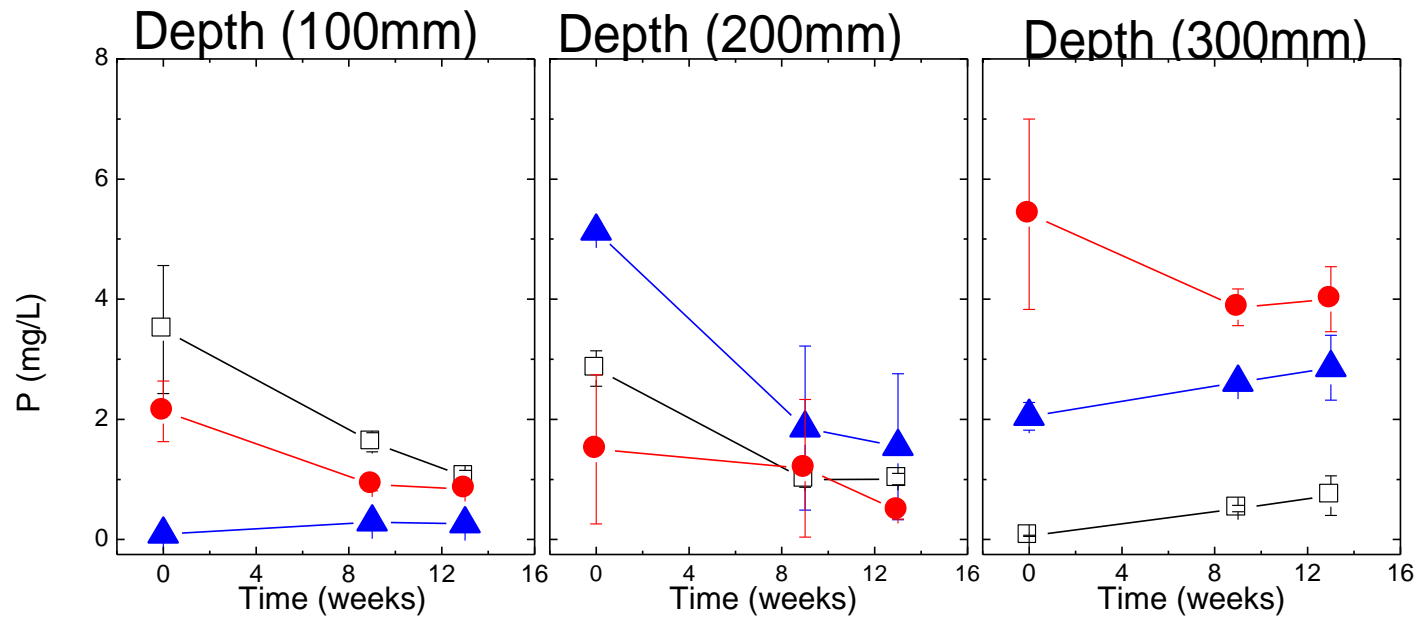 Depth (100mm)
Depth (200mm)
Depth (300mm)
8
6
4
2
0
P (mg/L)
0 4 8 12 16
0 4 8 12 16
0 4 8 12 16
Time (weeks)
Time (weeks)
Time (weeks)